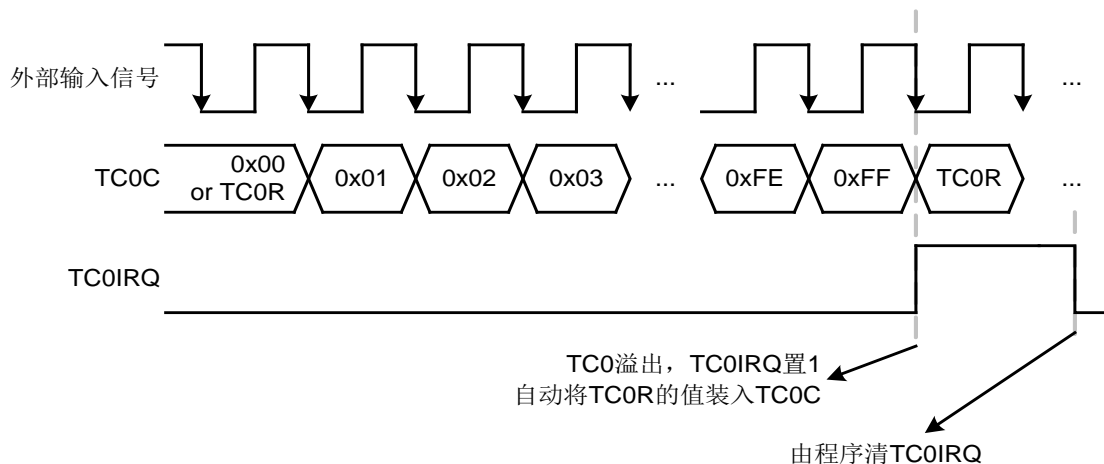 外部输入信号
...
...
TC0C
0x00
or TC0R
0x01
0x02
0x03
...
0xFE
0xFF
TC0R
...
TC0IRQ
TC0溢出，TC0IRQ置1
自动将TC0R的值装入TC0C
由程序清TC0IRQ